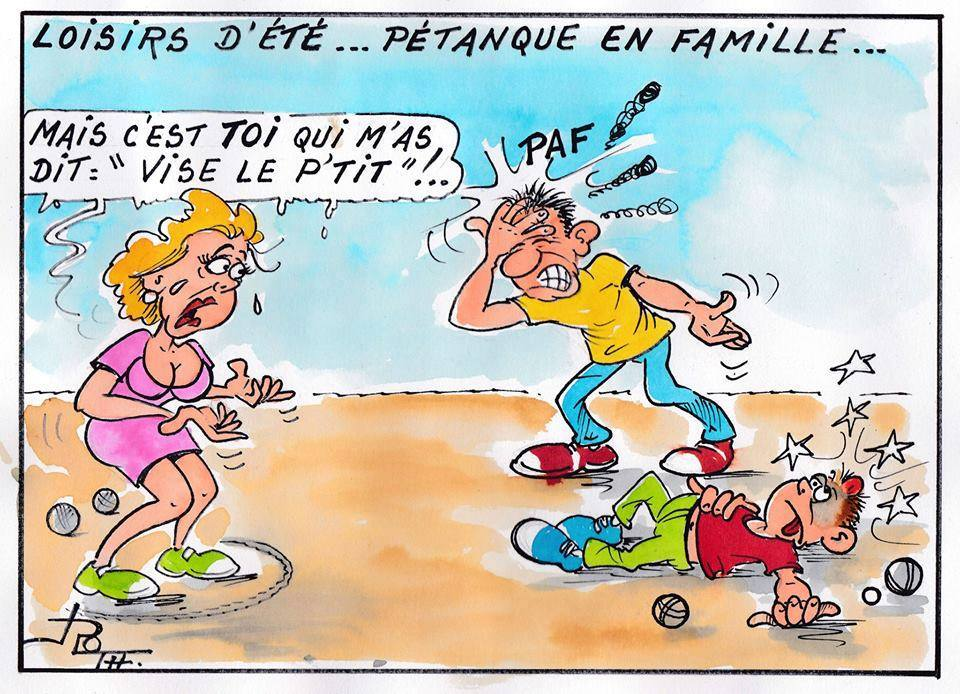 LOISIRS D'ÉTÉ... PÉTANQUE EN FAMILLE...
MAIS C'EST TOI QUI M'AS
DIT: " VISE LE P'TIT "!..
PAF